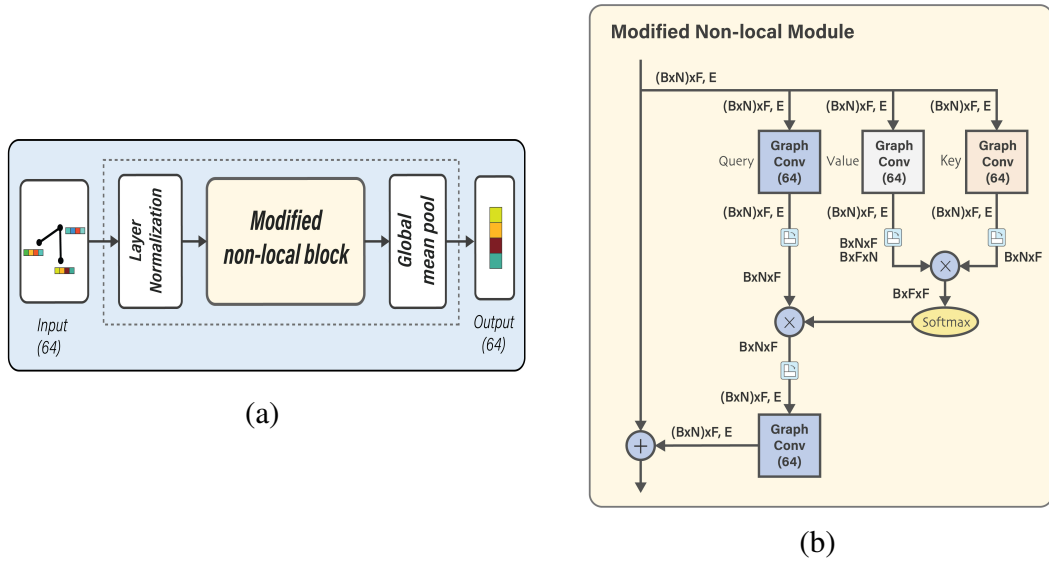 Input
(64)
Layer
Normalization
Modified
non-local block
Global
mean pool
Output
(64)
(a)
Modified Non-local Module
(BxN)xF, E
(BxN)xF, E
(BxN)xF, E
(BxN)xF, E
Query
Graph
Conv
(64)
Value
Graph
Conv
(64)
Key
Graph
Conv
(64)
(BxN)xF, E
(BxN)xF, E
(BxN)xF, E
BxNxF
BxFxN
BxNxF
BxNxF
BxFxF
Softmax
BxNxF
(BxN)xF, E
(BxN)xF, E
Graph
Conv
(64)
(b)